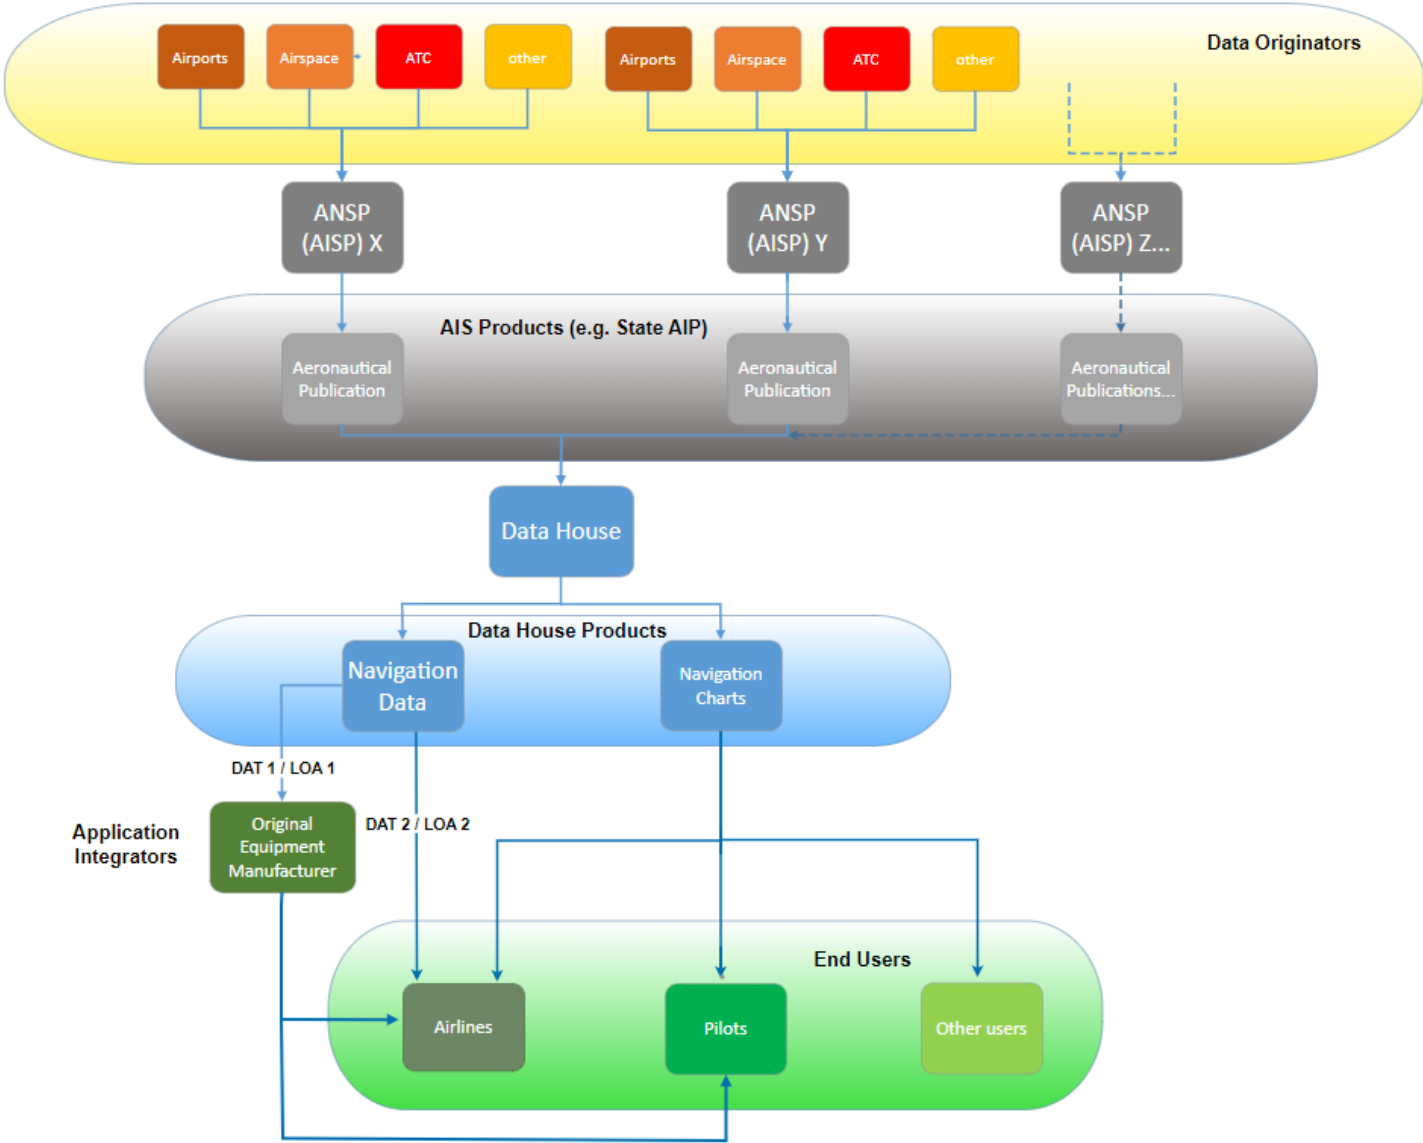 Data Originators
Airports
Airspace
ATC
other
Airports
Airspace
ATC
other
ANSP
(AISP) X
ANSP
(AISP) Y
ANSP
(AISP) Z...
AIS Products (e.g. State AIP)
Aeronautical
Publication
Aeronautical
Publication
Aeronautical
Publications...
Data House
Data House Products
Navigation
Data
Navigation
Charts
DAT 1 / LOA 1
Application
Integrators
Original
Equipment
Manufacturer
DAT 2 / LOA 2
End Users
Airlines
Pilots
Other users